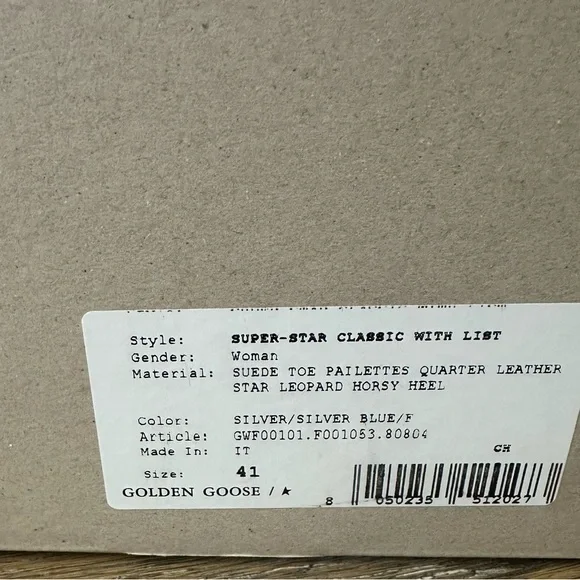 Style: SUPER-STAR CLASSIC WITH LIST
Gender: Woman
Material: SUEDE TOE PAILETTES QUARTER LEATHER
STAR LEOPARD HORSY HEEL
Color: SILVER/SILVER BLUE/F
Article: GWF00101.F001053.80804
Made In: IT
CH
Size: 41
GOLDEN GOOSE /
8 050235 512027